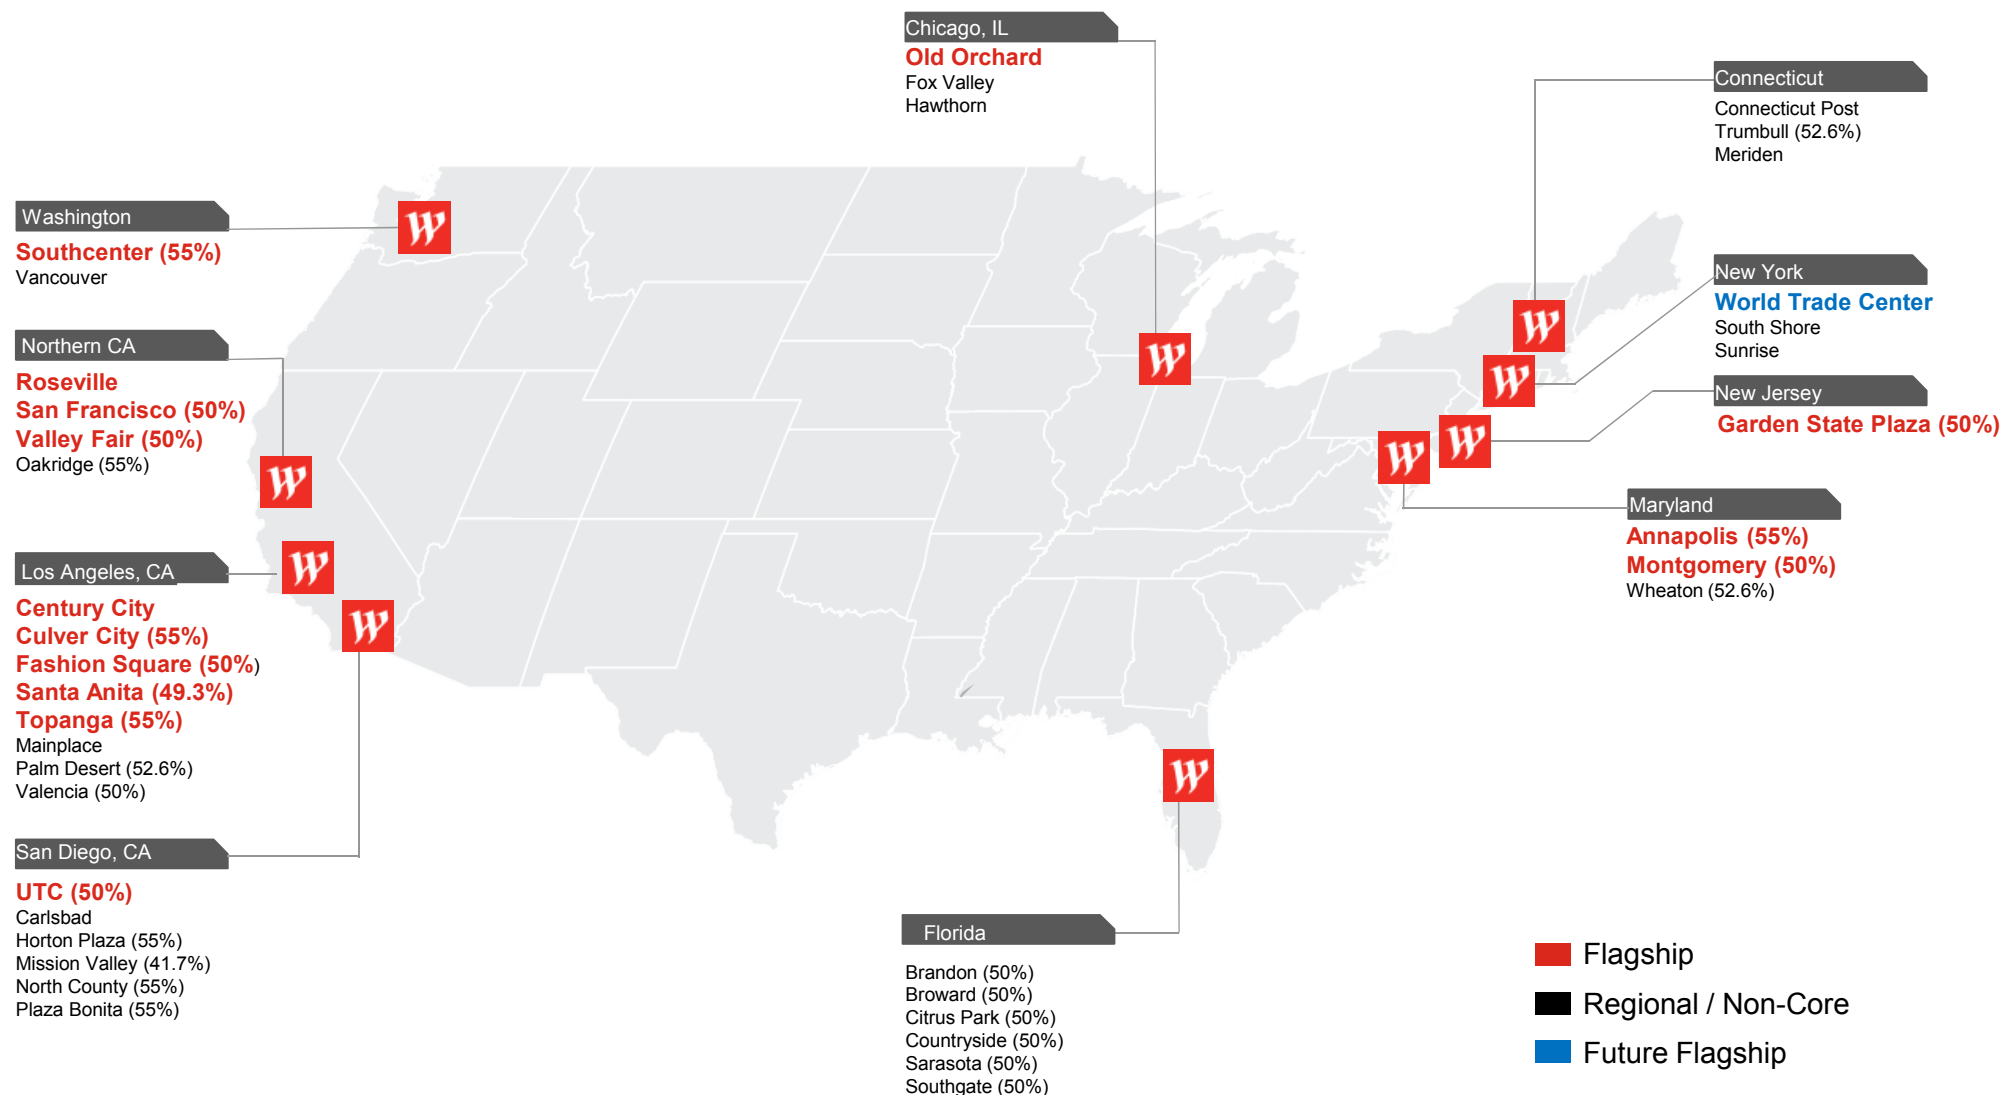 Chicago, IL
Old Orchard
Fox Valley
Hawthorn
Connecticut
Connecticut Post
Trumbull (52.6%)
Meriden
Washington
Southcenter (55%)
Vancouver
New York
World Trade Center
South Shore
Sunrise
Northern CA
Roseville
San Francisco (50%)
Valley Fair (50%)
Oakridge (55%)
New Jersey
Garden State Plaza (50%)
Maryland
Annapolis (55%)
Montgomery (50%)
Wheaton (52.6%)
Los Angeles, CA
Century City
Culver City (55%)
Fashion Square (50%)
Santa Anita (49.3%)
Topanga (55%)
Mainplace
Palm Desert (52.6%)
Valencia (50%)
San Diego, CA
UTC (50%)
Carlsbad
Horton Plaza (55%)
Mission Valley (41.7%)
North County (55%)
Plaza Bonita (55%)
Florida
Brandon (50%)
Broward (50%)
Citrus Park (50%)
Countryside (50%)
Sarasota (50%)
Southgate (50%)
Flagship
Regional / Non-Core
Future Flagship
W
W
W
W
W
W
W
W
W
W